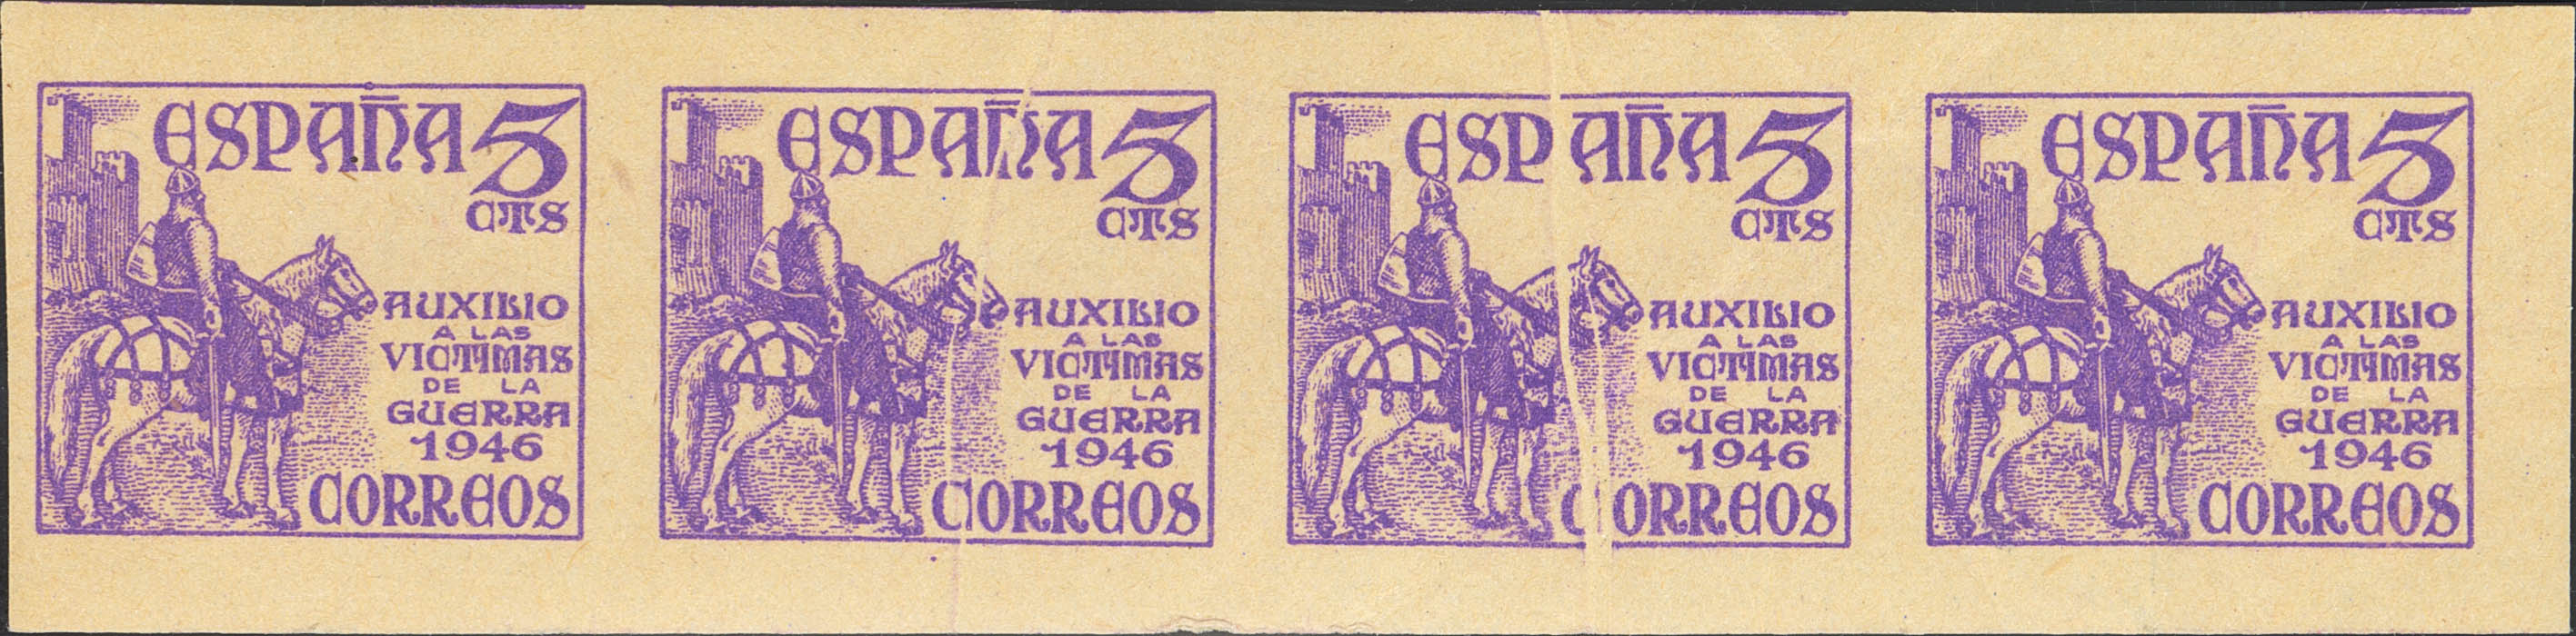 ESPAÑA 5
CTS
AUXILIO
A LAS
VICTIMAS
DE LA
GUERRA
1946
CORREOS
ESPAÑA 5
CTS
AUXILIO
A LAS
VICTIMAS
DE LA
GUERRA
1946
CORREOS
ESPAÑA 5
CTS
AUXILIO
A LAS
VICTIMAS
DE LA
GUERRA
1946
CORREOS
ESPAÑA 5
CTS
AUXILIO
A LAS
VICTIMAS
DE LA
GUERRA
1946
CORREOS